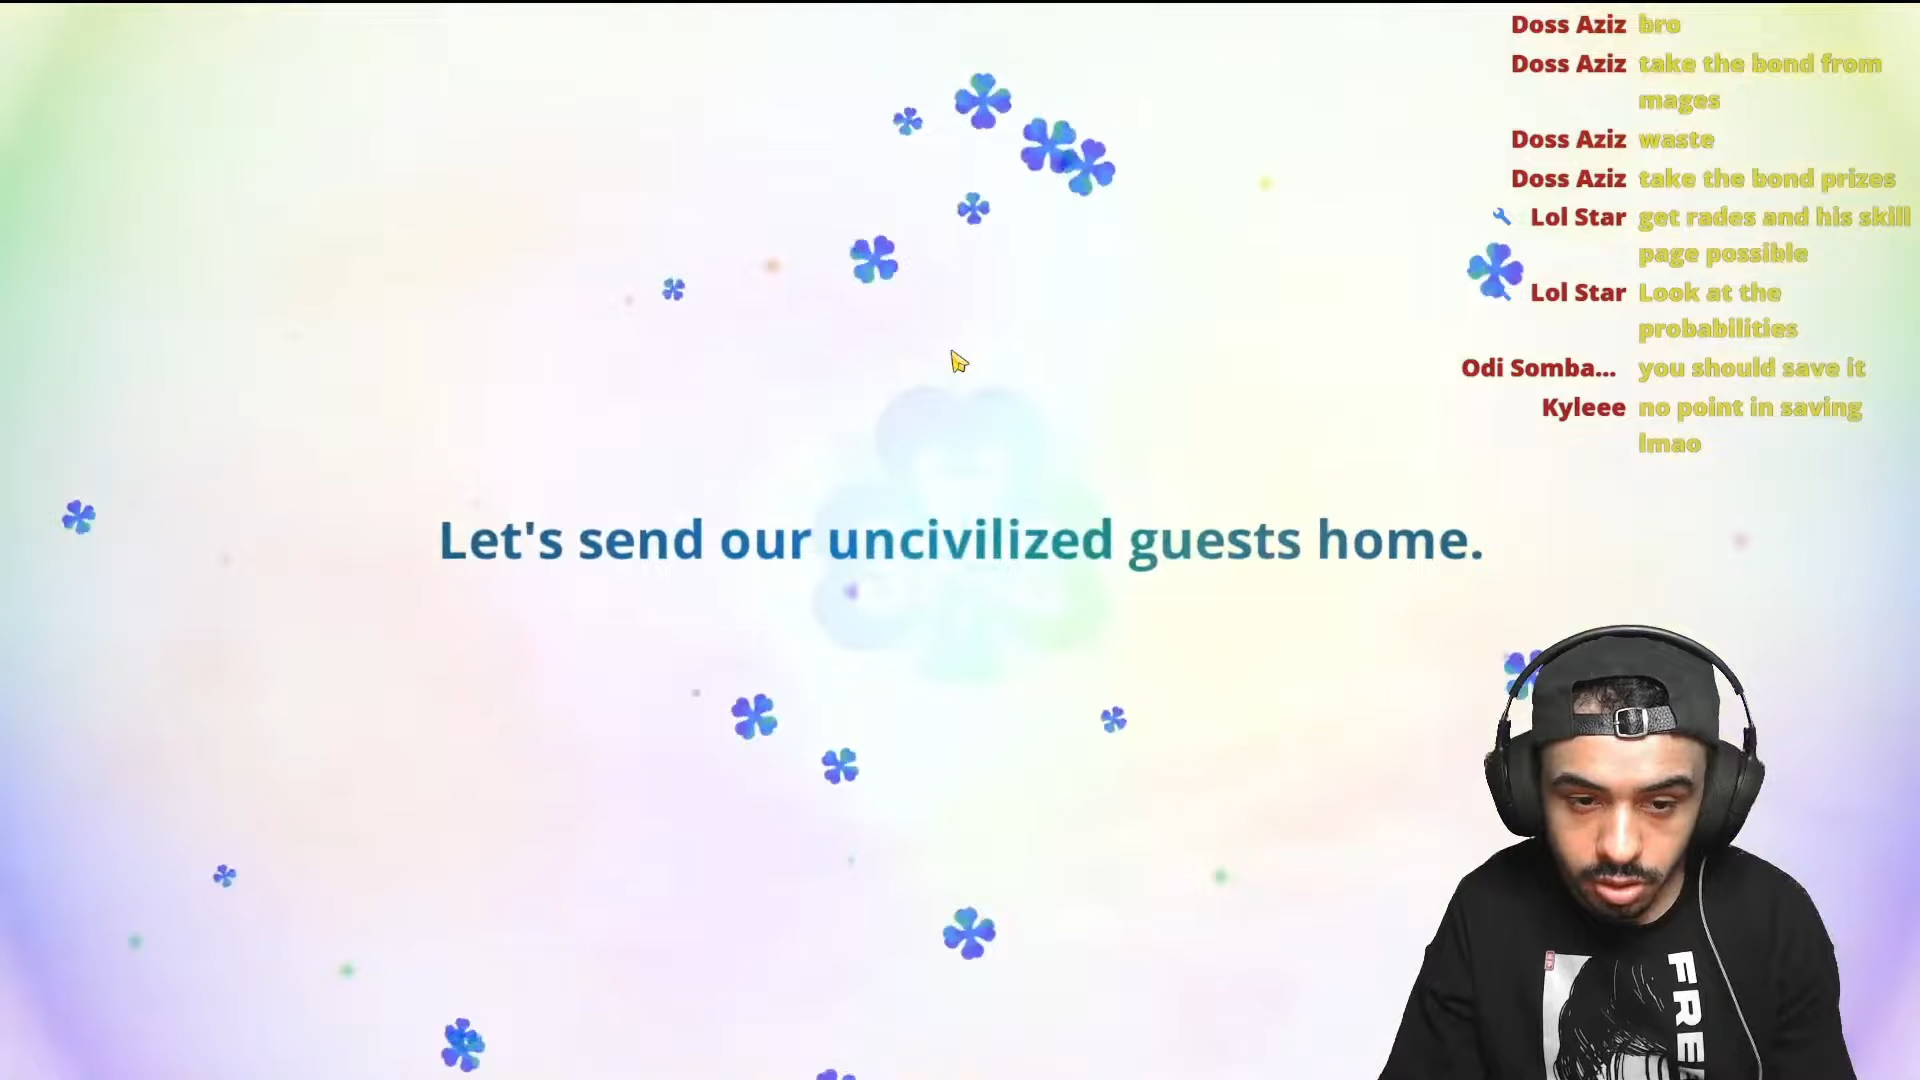 Doss Aziz bro
Doss Aziz take the bond from
mages
Doss Aziz waste
Doss Aziz take the bond prizes
Lol Star get rades and his skill
page possible
Lol Star Look at the
probabilities
Odi Somba... you should save it
Kyleee no point in saving
lmao
Let's send our uncivilized guests home.
FREE